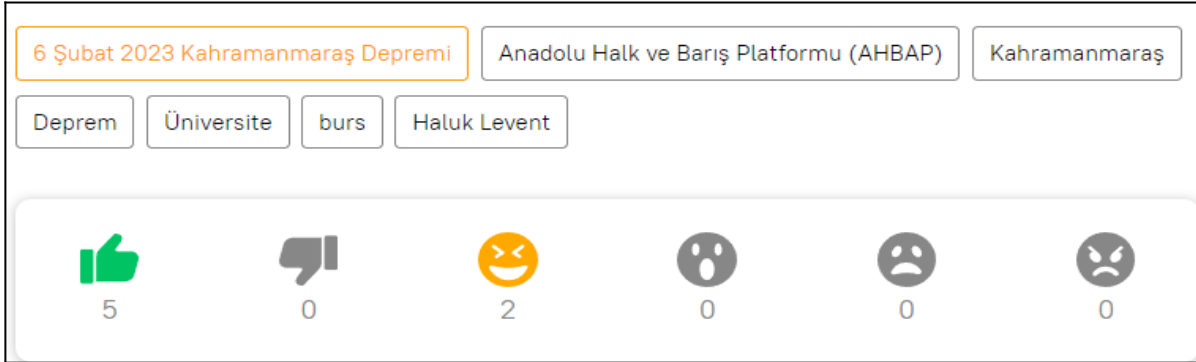 6 Şubat 2023 Kahramanmaraş Depremi Anadolu Halk ve Barış Platformu (AHBAP) Kahramanmaraş
Deprem Üniversite burs Haluk Levent
5 0 2 0 0 0